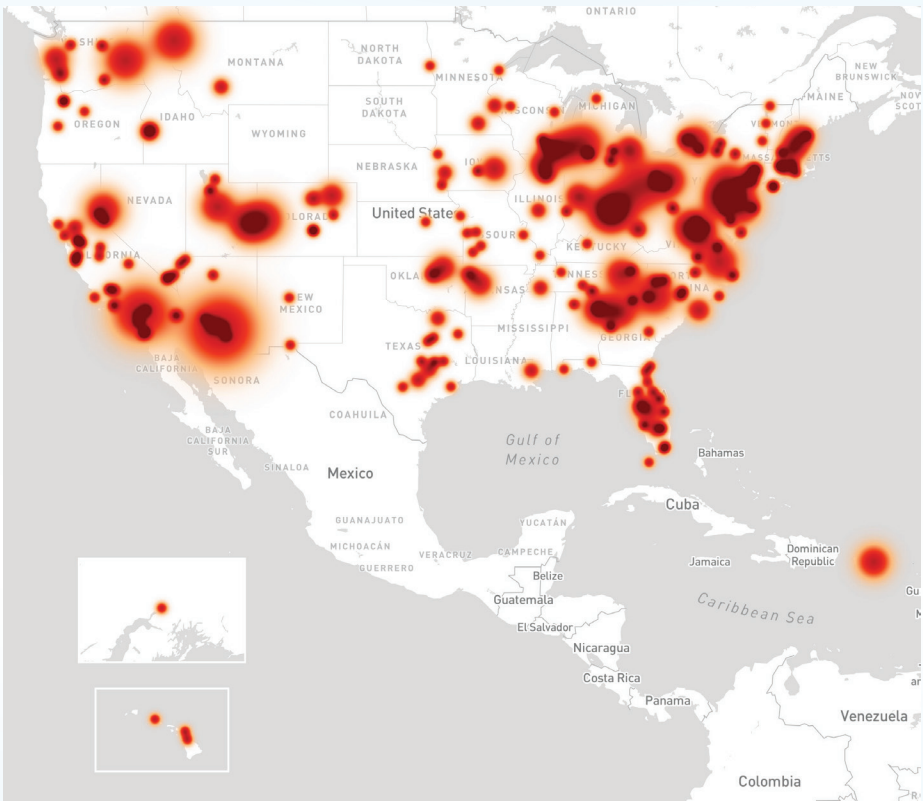 ONTARIO
NORTH
DAKOTA
MONTANA
MINNESOTA
NEW
BRUNSWICK
MAINE
MICHIGAN
SOUTH
DAKOTA
OREGON
IDAHO
WYOMING
NEBRASKA
NEVADA
ILLINOIS
United State
KENTUCKY
NEW
MEXICO
MISSISSIPPI
GEORGIA
TEXAS
LOUISIANA
BAJA
CALIFORNIA
SONORA
COAHUILA
BAJA
CALIFORNIA
SUR
SINALOA
Gulf of
Mexico
Bahamas
Mexico
Cuba
GUANAJUATO
YUCATÁN
MICHOACÁN
VERACRUZ
CAMPECHE
GUERRERO
Dominican
Republic
Jamaica
Belize
Guatemala
Caribbean Sea
El Salvador
Nicaragua
Costa Rica
Panama
Venezuela
Colombia